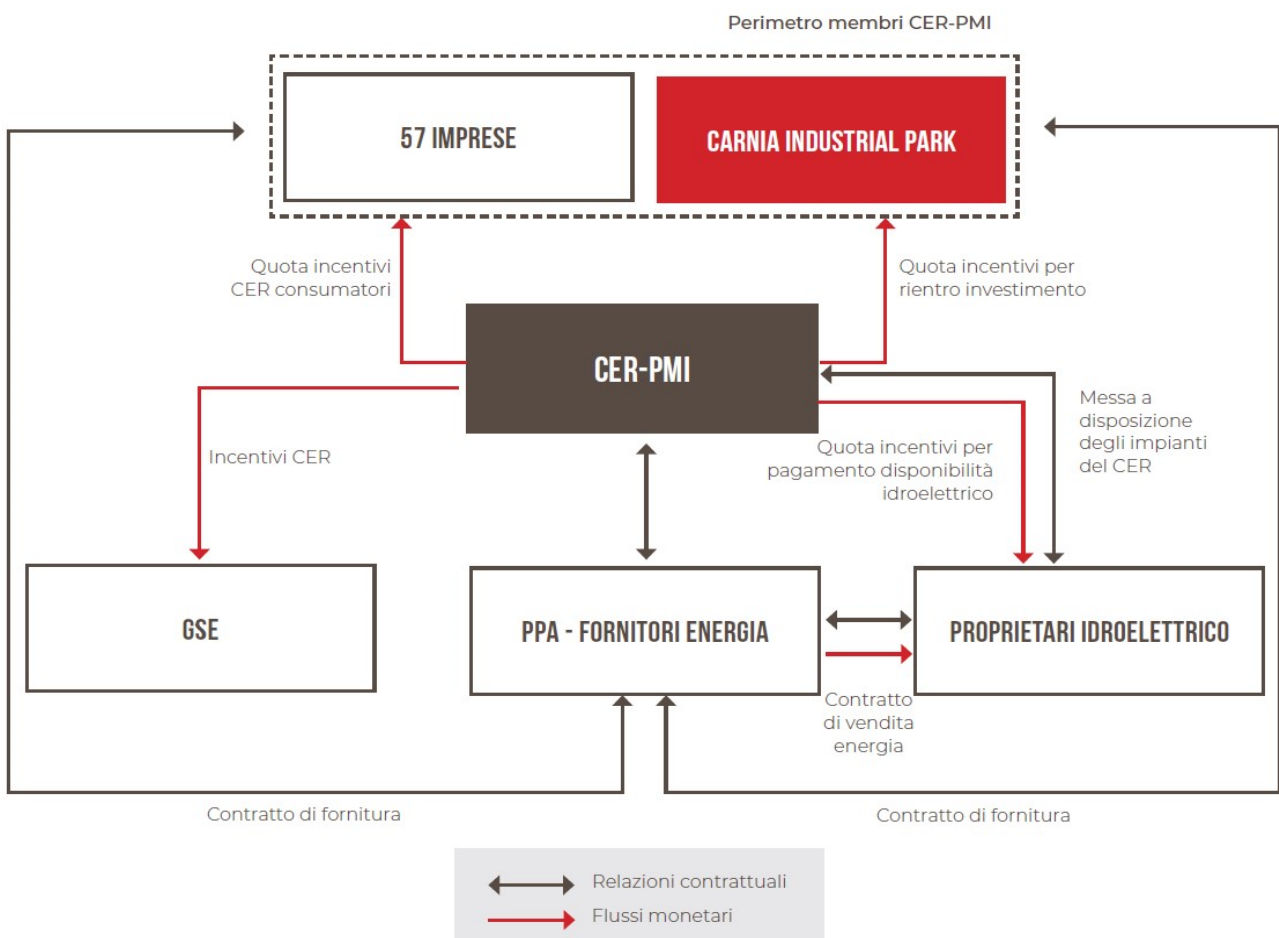 Perimetro membri CER-PMI
57 IMPRESE
CARNIA INDUSTRIAL PARK
Quota incentivi
CER consumatori
Quota incentivi per
rientro investimento
CER-PMI
Incentivi CER
Quota incentivi per
pagamento disponibilità
idroelettrico
Messa a
disposizione
degli impianti
del CER
GSE
PPA - FORNITORI ENERGIA
PROPRIETARI IDROELETTRICO
Contratto
di vendita
energia
Contratto di fornitura
Contratto di fornitura
Relazioni contrattuali
Flussi monetari